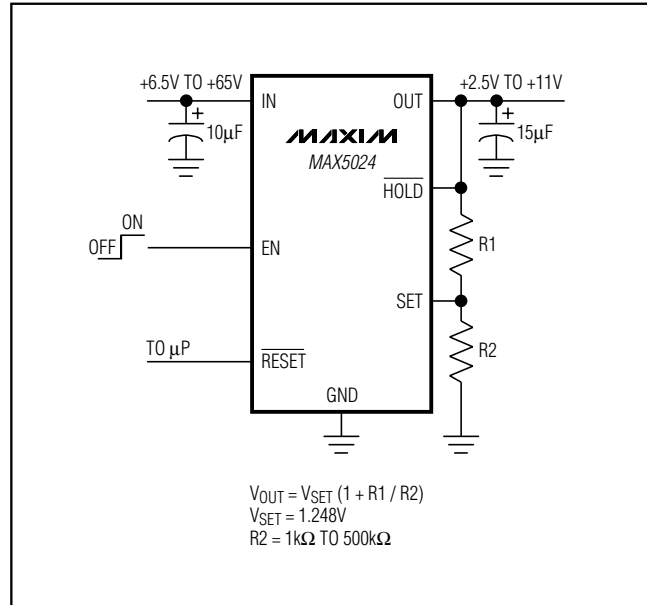 +6.5V TO +65V
+2.5V TO +11V
IN
OUT
+
10µF
+
15µF
MAXIM
MAX5024
HOLD
ON
OFF
EN
R1
SET
TO µP
RESET
R2
GND
VOUT = VSET (1 + R1 / R2)
VSET = 1.248V
R2 = 1kΩ TO 500kΩ